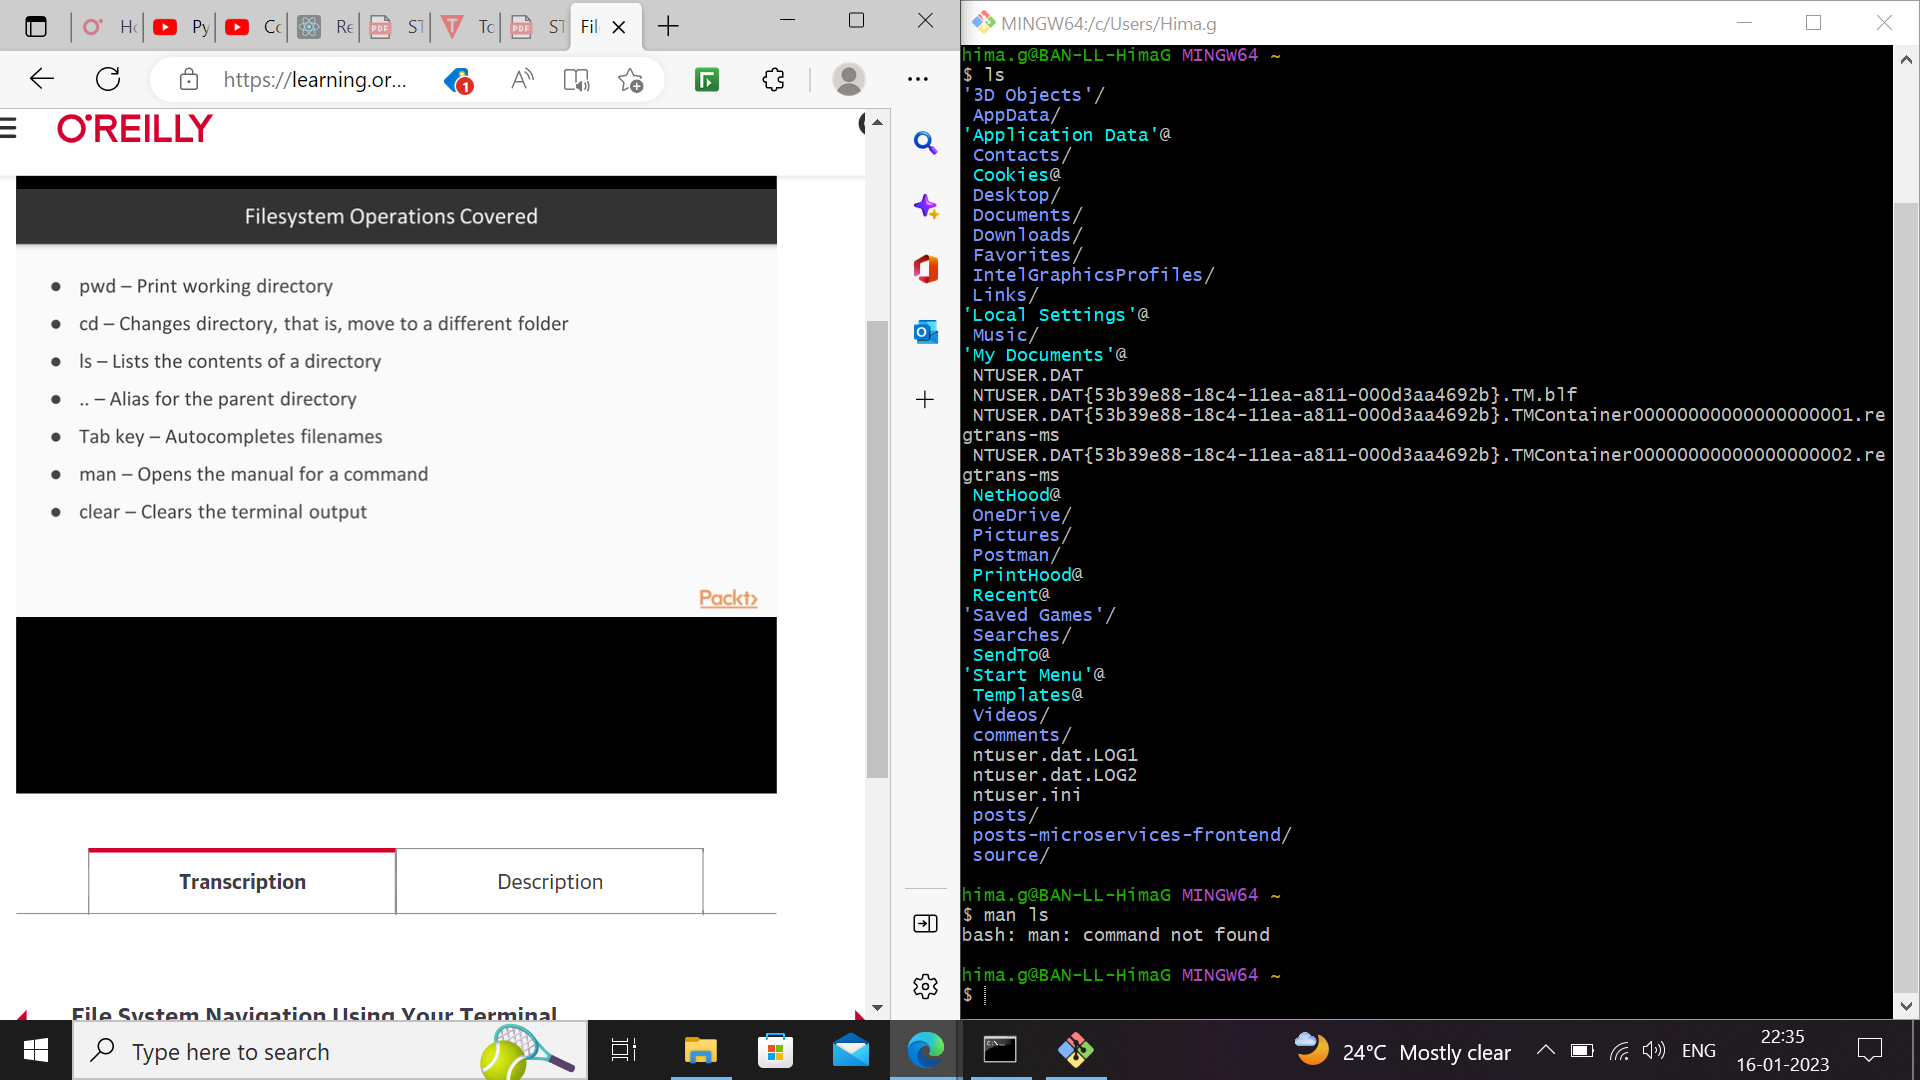 Hc
Py
Cc
Re
ST
Tc
ST
Fil
https://learning.or...
1
O'REILLY
Filesystem Operations Covered
• pwd – Print working directory
• cd – Changes directory, that is, move to a different folder
• ls – Lists the contents of a directory
• .. – Alias for the parent directory
• Tab key – Autocompletes filenames
• man – Opens the manual for a command
• clear – Clears the terminal output
Packt>
Transcription
Description
File System Navigation Using Your Terminal
MINGW64:/c/Users/Hima.g
hima.g@BAN-LL-HimaG MINGW64 ~
$ ls
'3D Objects'/
AppData/
'Application Data'@
Contacts/
Cookies@
Desktop/
Documents/
Downloads/
Favorites/
IntelGraphicsProfiles/
Links/
'Local Settings'@
Music/
'My Documents'@
NTUSER.DAT
NTUSER.DAT{53b39e88-18c4-11ea-a811-000d3aa4692b}.TM.blf
NTUSER.DAT{53b39e88-18c4-11ea-a811-000d3aa4692b}.TMContainer00000000000000000001.re
gtrans-ms
NTUSER.DAT{53b39e88-18c4-11ea-a811-000d3aa4692b}.TMContainer00000000000000000002.re
gtrans-ms
NetHood@
OneDrive/
Pictures/
Postman/
PrintHood@
Recent@
'Saved Games'/
Searches/
SendTo@
'Start Menu'@
Templates@
Videos/
comments/
ntuser.dat.LOG1
ntuser.dat.LOG2
ntuser.ini
posts/
posts-microservices-frontend/
source/
hima.g@BAN-LL-HimaG MINGW64 ~
$ man ls
bash: man: command not found
hima.g@BAN-LL-HimaG MINGW64 ~
$
Type here to search
24°C Mostly clear
ENG
22:35
16-01-2023